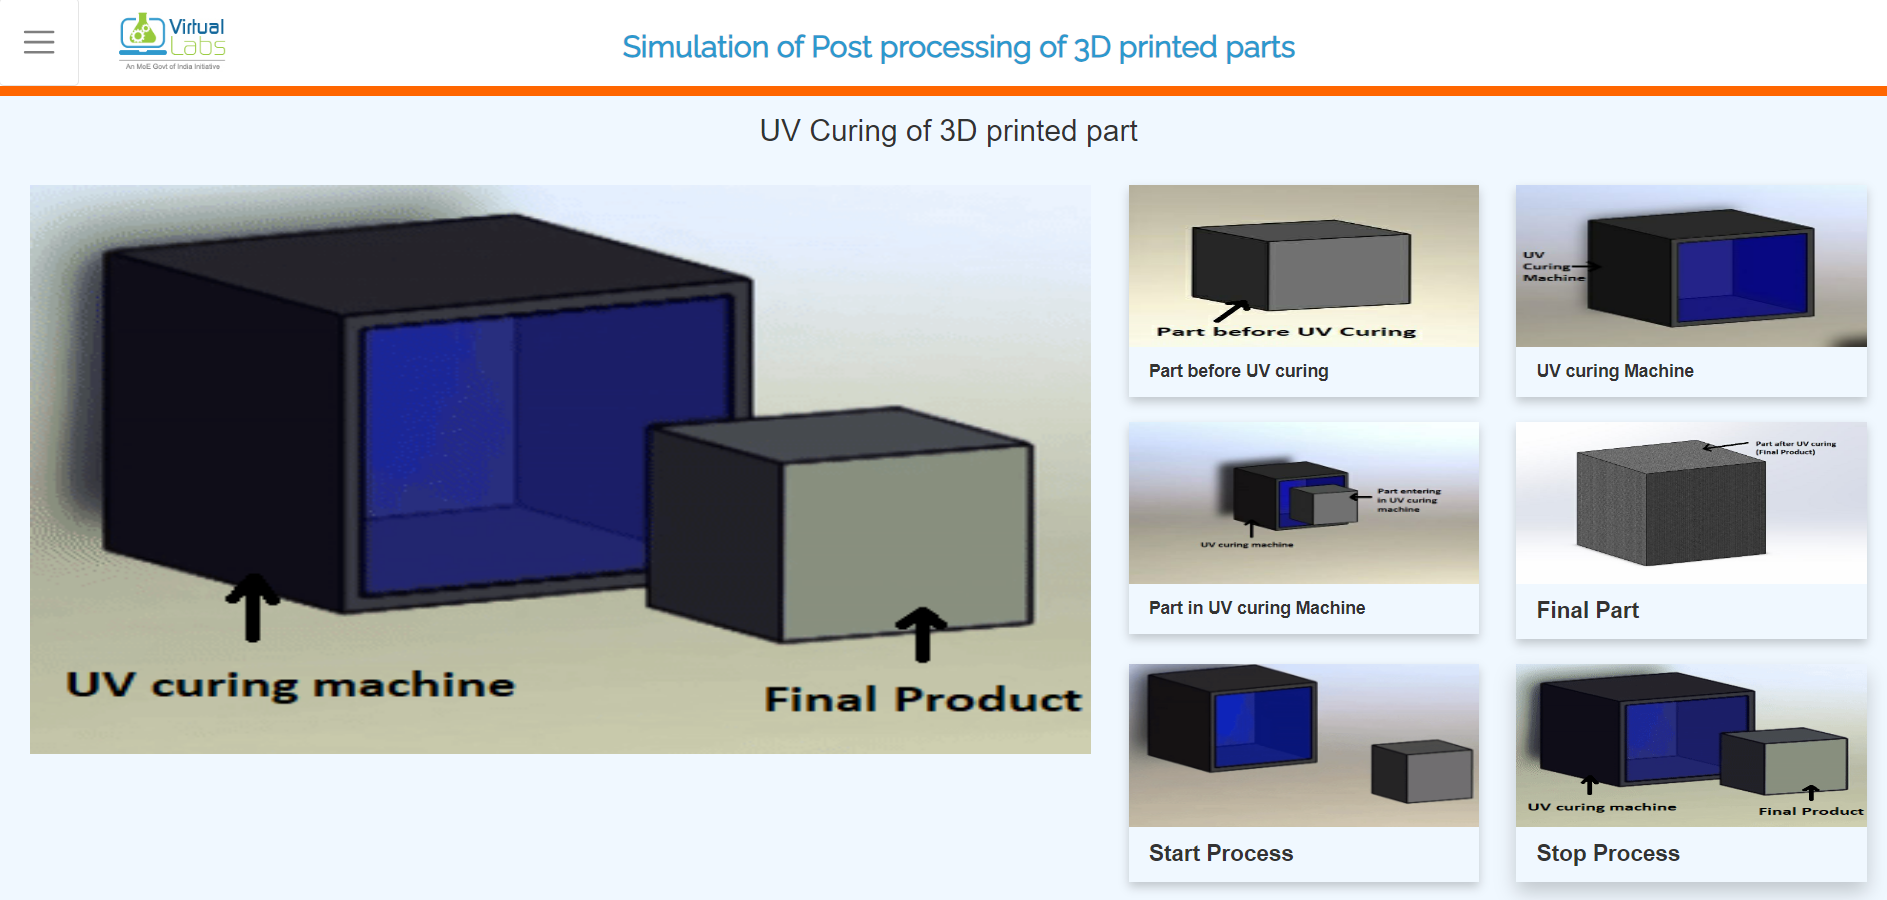 Virtual
Labs
An MoE Govt of India Initiative
Simulation of Post processing of 3D printed parts
UV Curing of 3D printed part
UV curing machine
Final Product
Part before UV Curing
Part before UV curing
UV
Curing
Machine
UV curing Machine
Part entering
in UV curing
machine
UV curing machine
Part in UV curing Machine
Part after UV curing
(Final Product)
Final Part
Start Process
UV curing machine
Final Product
Stop Process